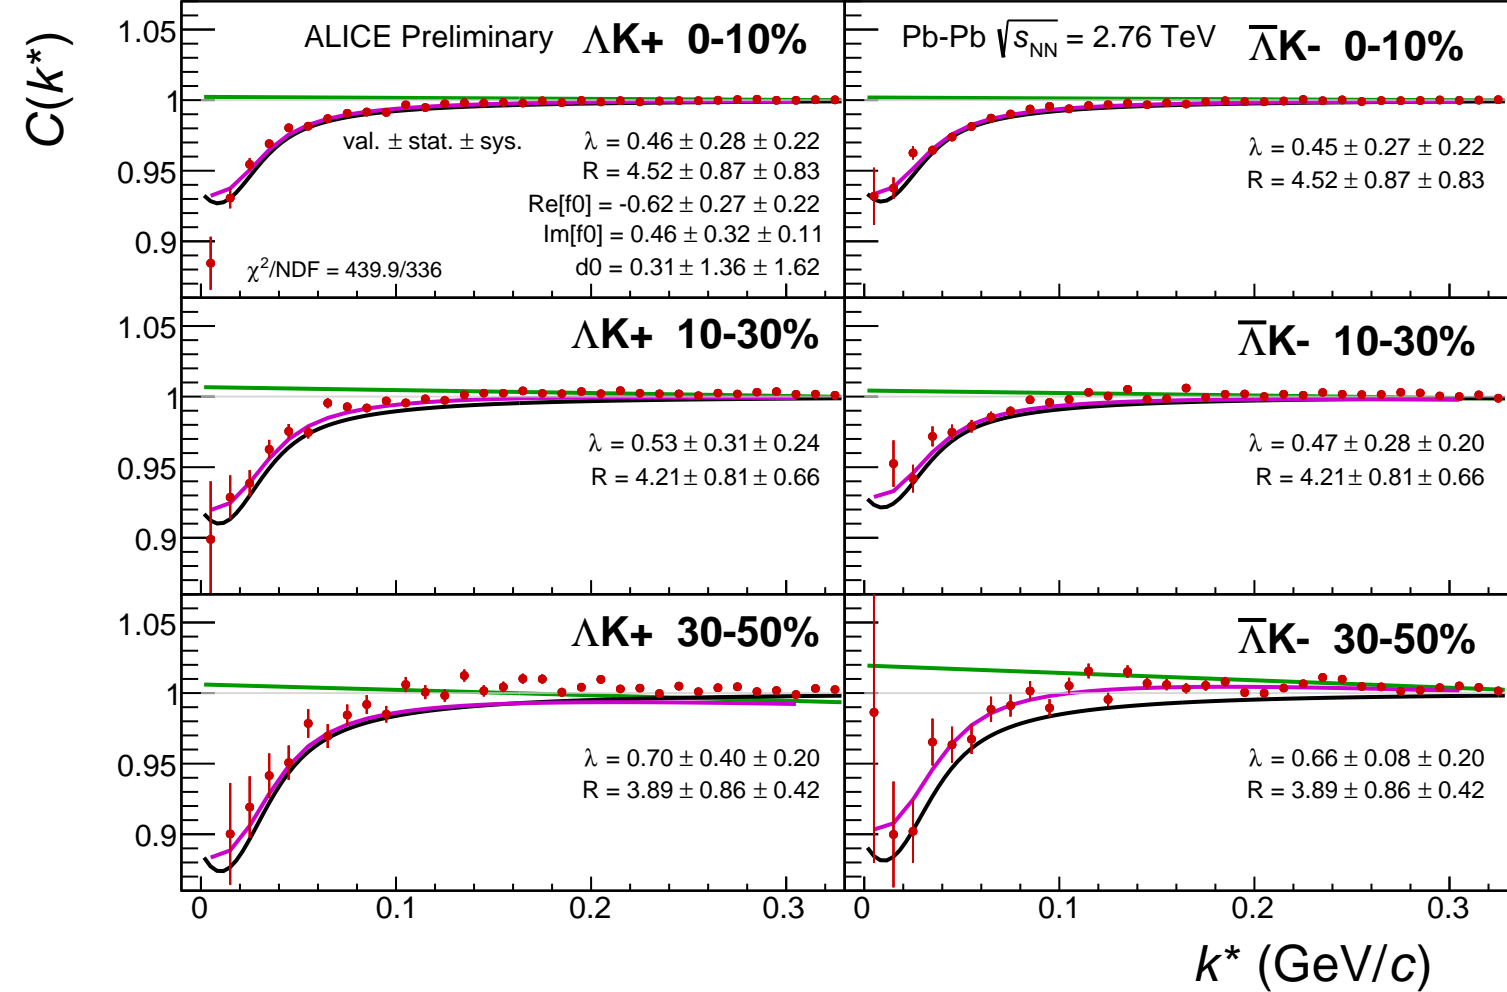 C(k*)
ALICE Preliminary ΛK+ 0-10%
1.05
1
0.95
0.9
val. ± stat. ± sys.
λ = 0.46 ± 0.28 ± 0.22
R = 4.52 ± 0.87 ± 0.83
Re[f0] = -0.62 ± 0.27 ± 0.22
Im[f0] = 0.46 ± 0.32 ± 0.11
d0 = 0.31 ± 1.36 ± 1.62
χ²/NDF = 439.9/336
Pb-Pb √sNN = 2.76 TeV Λ̅K- 0-10%
λ = 0.45 ± 0.27 ± 0.22
R = 4.52 ± 0.87 ± 0.83
ΛK+ 10-30%
1.05
1
0.95
0.9
λ = 0.53 ± 0.31 ± 0.24
R = 4.21 ± 0.81 ± 0.66
Λ̅K- 10-30%
λ = 0.47 ± 0.28 ± 0.20
R = 4.21 ± 0.81 ± 0.66
ΛK+ 30-50%
1.05
1
0.95
0.9
λ = 0.70 ± 0.40 ± 0.20
R = 3.89 ± 0.86 ± 0.42
Λ̅K- 30-50%
λ = 0.66 ± 0.08 ± 0.20
R = 3.89 ± 0.86 ± 0.42
0 0.1 0.2 0.3
0 0.1 0.2 0.3
k* (GeV/c)